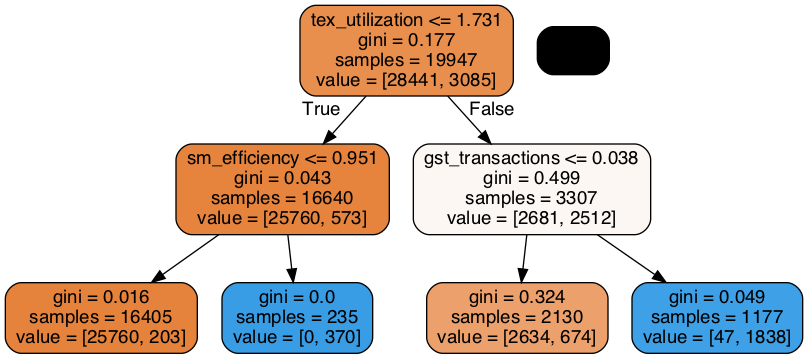 tex_utilization <= 1.731
gini = 0.177
samples = 19947
value = [28441, 3085]
True
False
sm_efficiency <= 0.951
gini = 0.043
samples = 16640
value = [25760, 573]
gst_transactions <= 0.038
gini = 0.499
samples = 3307
value = [2681, 2512]
gini = 0.016
samples = 16405
value = [25760, 203]
gini = 0.0
samples = 235
value = [0, 370]
gini = 0.324
samples = 2130
value = [2634, 674]
gini = 0.049
samples = 1177
value = [47, 1838]